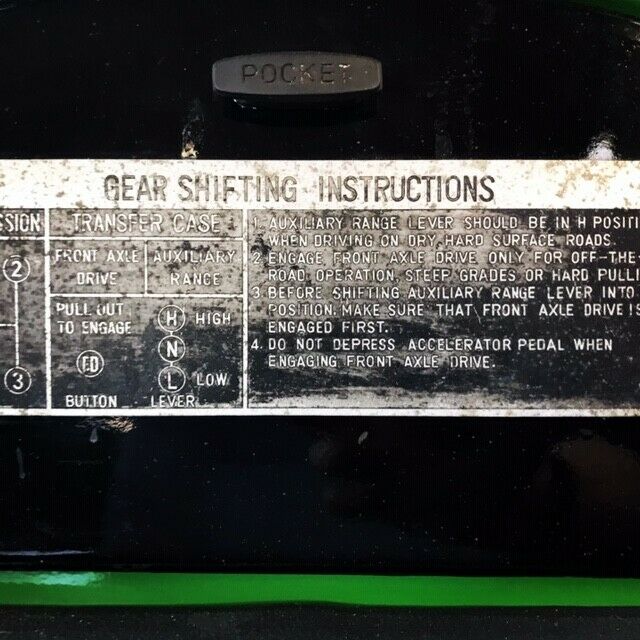 POCKET
GEAR SHIFTING INSTRUCTIONS
SSION
TRANSFER CASE
FRONT AXLE
DRIVE
AUXILIARY
RANGE
2
3
PULL OUT
TO ENGAGE
FD
BUTTON
H HIGH
N
L LOW
LEVER
1. AUXILIARY RANGE LEVER SHOULD BE IN H POSITI
WHEN DRIVING ON DRY, HARD SURFACE ROADS.
2. ENGAGE FRONT AXLE DRIVE ONLY FOR OFF-THE-
ROAD OPERATION, STEEP GRADES OR HARD PULLI
3. BEFORE SHIFTING AUXILIARY RANGE LEVER INTO
POSITION, MAKE SURE THAT FRONT AXLE DRIVE IS
ENGAGED FIRST.
4. DO NOT DEPRESS ACCELERATOR PEDAL WHEN
ENGAGING FRONT AXLE DRIVE.